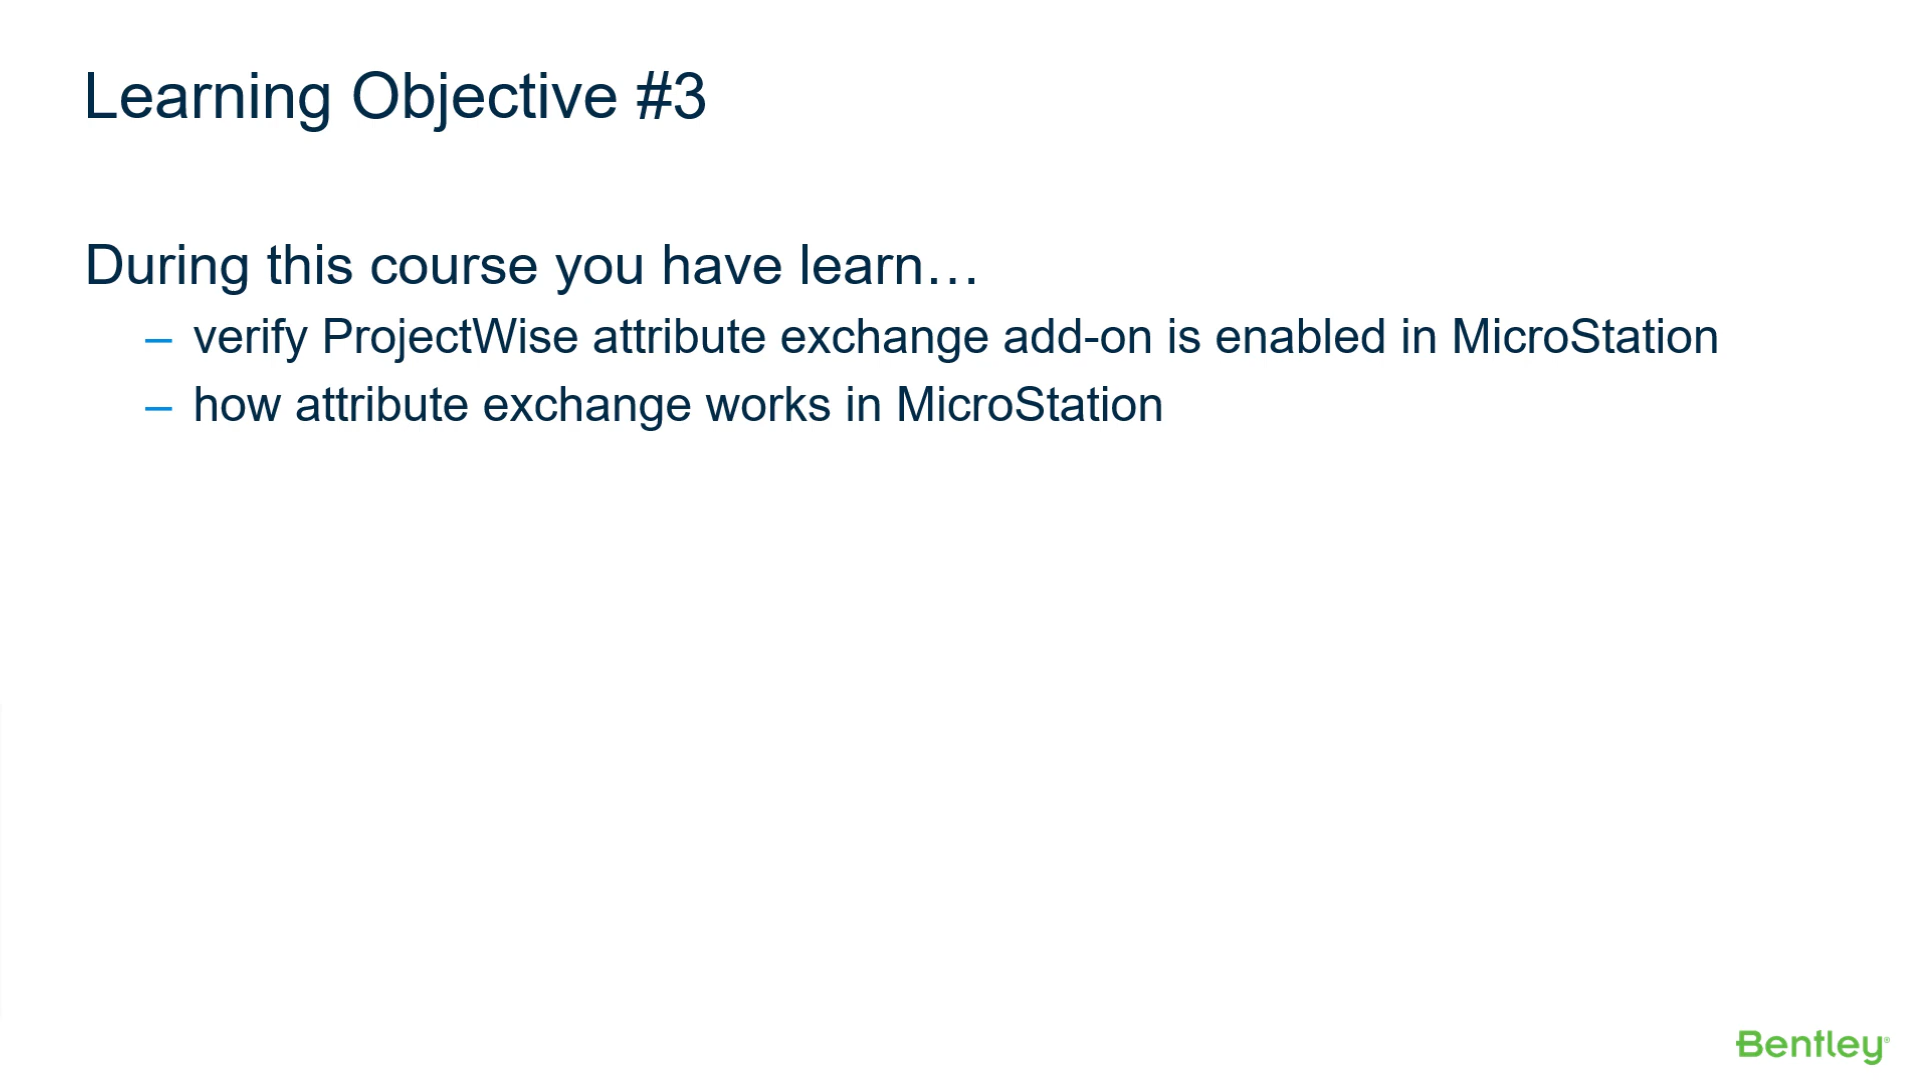 Learning Objective #3
During this course you have learn…
– verify ProjectWise attribute exchange add-on is enabled in MicroStation
– how attribute exchange works in MicroStation
Bentley®